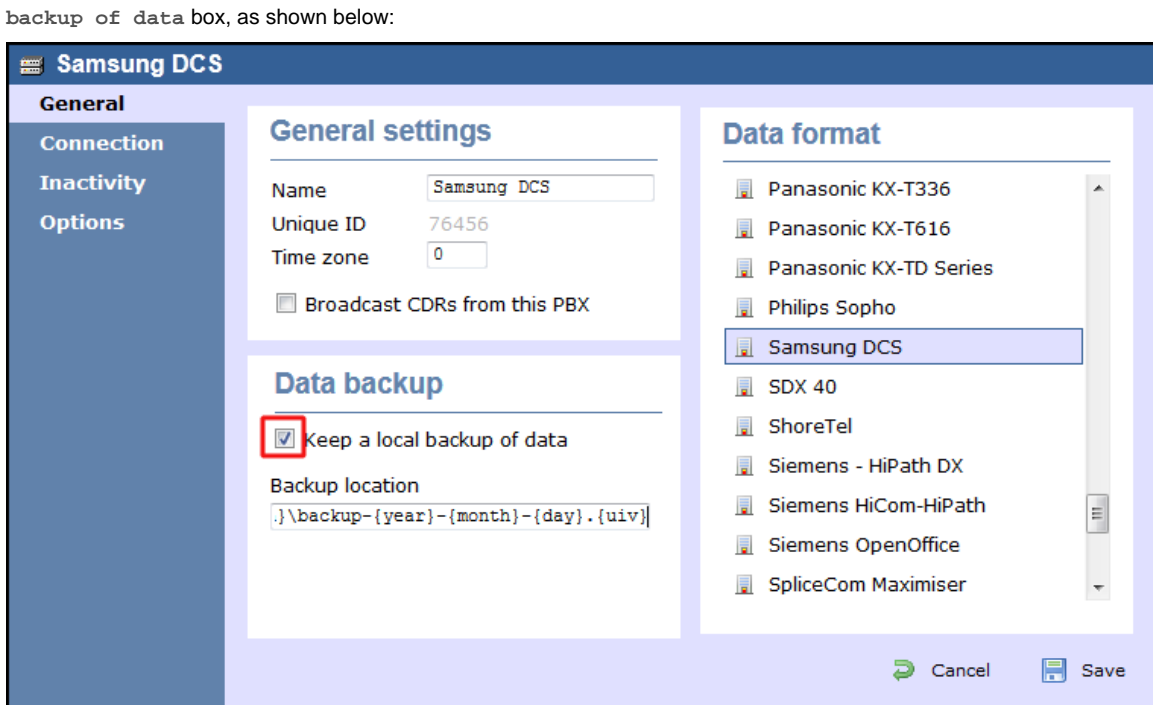 backup of data box, as shown below:
Samsung DCS
General
Connection
Inactivity
Options
General settings
Name Samsung DCS
Unique ID 76456
Time zone 0
Broadcast CDRs from this PBX
Data backup
Keep a local backup of data
Backup location
.}\backup-{year}-{month}-{day}.{uiv}
Data format
Panasonic KX-T336
Panasonic KX-T616
Panasonic KX-TD Series
Philips Sopho
Samsung DCS
SDX 40
ShoreTel
Siemens - HiPath DX
Siemens HiCom-HiPath
Siemens OpenOffice
SpliceCom Maximiser
Cancel Save